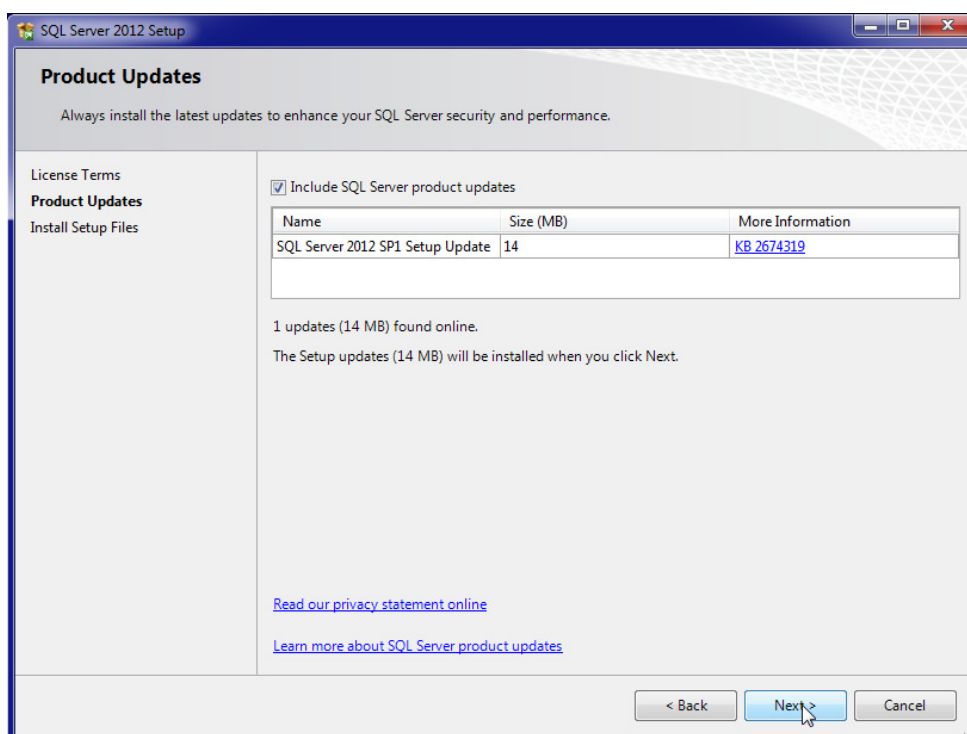 SQL Server 2012 Setup
Product Updates
Always install the latest updates to enhance your SQL Server security and performance.
License Terms
Product Updates
Install Setup Files
Include SQL Server product updates
Name Size (MB) More Information
SQL Server 2012 SP1 Setup Update 14 KB 2674319
1 updates (14 MB) found online.
The Setup updates (14 MB) will be installed when you click Next.
Read our privacy statement online
Learn more about SQL Server product updates
< Back Next > Cancel